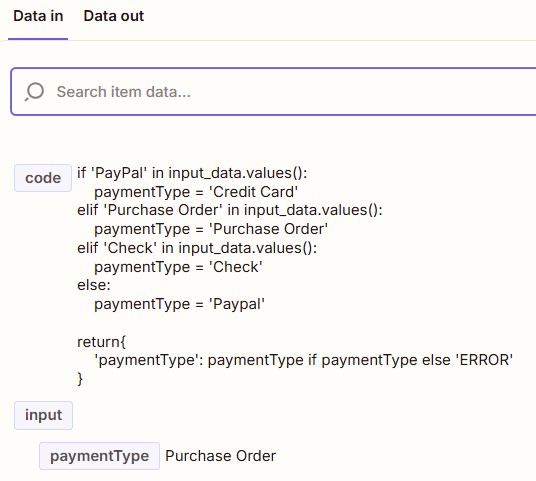 Data in Data out
Search item data...
code if 'PayPal' in input_data.values():
    paymentType = 'Credit Card'
elif 'Purchase Order' in input_data.values():
    paymentType = 'Purchase Order'
elif 'Check' in input_data.values():
    paymentType = 'Check'
else:
    paymentType = 'Paypal'

return{
    'paymentType': paymentType if paymentType else 'ERROR'
}
input
paymentType Purchase Order